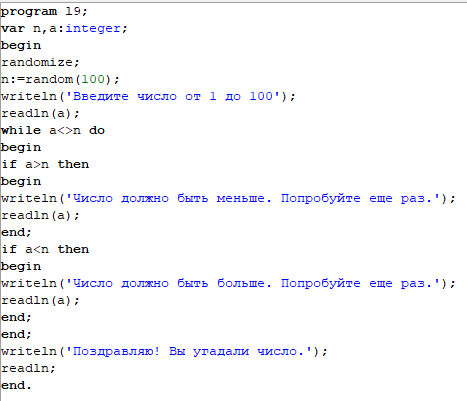 program 19;
var n,a:integer;
begin
randomize;
n:=random(100);
writeln('Введите число от 1 до 100');
readln(a);
while a<>n do
begin
if a>n then
begin
writeln('Число должно быть меньше. Попробуйте еще раз.');
readln(a);
end;
if a<n then
begin
writeln('Число должно быть больше. Попробуйте еще раз.');
readln(a);
end;
end;
writeln('Поздравляю! Вы угадали число.');
readln;
end.